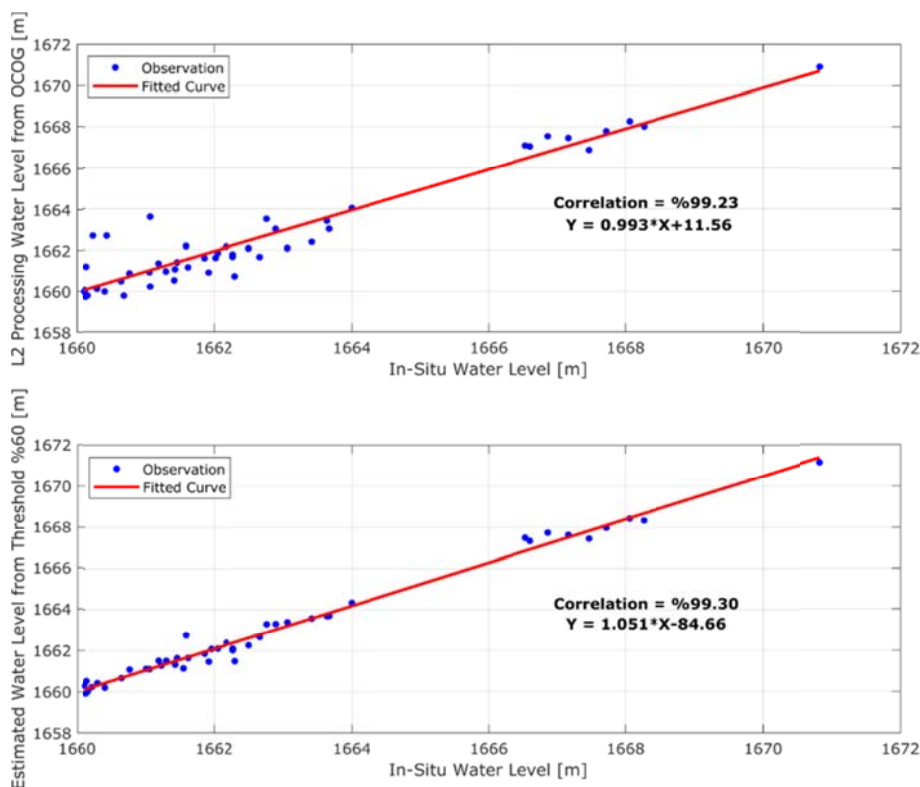 L2 Processing Water Level from OCOG [m]
1672
1670
1668
1666
1664
1662
1660
1658
Observation
Fitted Curve
Correlation = %99.23
Y = 0.993*X+11.56
1660
1662
1664
1666
1668
1670
1672
In-Situ Water Level [m]
Estimated Water Level from Threshold %60 [m]
1672
1670
1668
1666
1664
1662
1660
1658
Observation
Fitted Curve
Correlation = %99.30
Y = 1.051*X-84.66
1660
1662
1664
1666
1668
1670
1672
In-Situ Water Level [m]